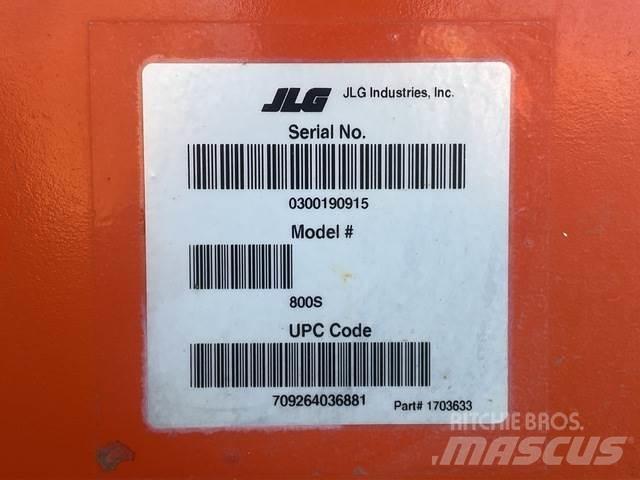 JLG JLG Industries, Inc.
Serial No.
0300190915
Model #
800S
UPC Code
709264036881
Part# 1703633
RITCHIE BROS.
MASCUS